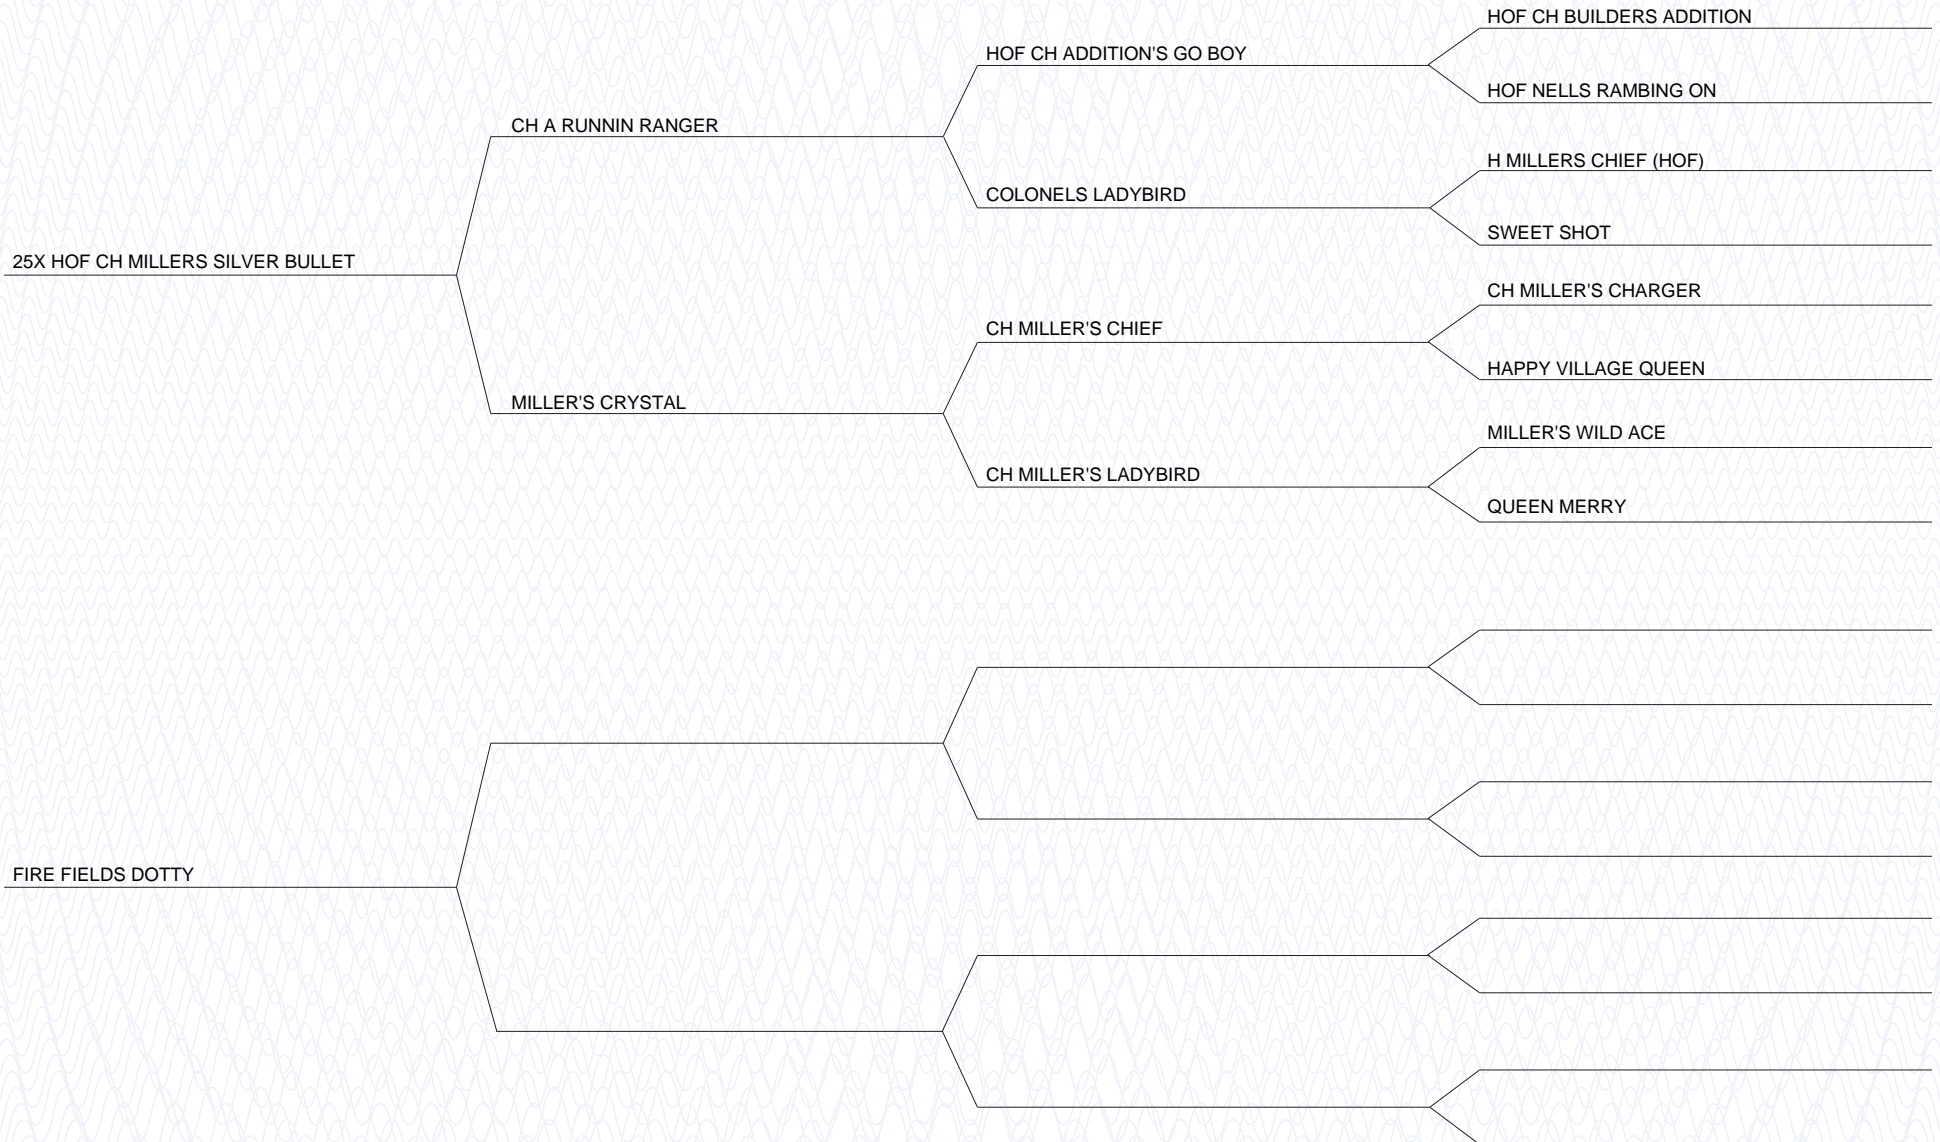 HOF CH BUILDERS ADDITION
HOF CH ADDITION'S GO BOY
HOF NELLS RAMBING ON
CH A RUNNIN RANGER
H MILLERS CHIEF (HOF)
COLONELS LADYBIRD
SWEET SHOT
25X HOF CH MILLERS SILVER BULLET
CH MILLER'S CHARGER
CH MILLER'S CHIEF
HAPPY VILLAGE QUEEN
MILLER'S CRYSTAL
MILLER'S WILD ACE
CH MILLER'S LADYBIRD
QUEEN MERRY
FIRE FIELDS DOTTY